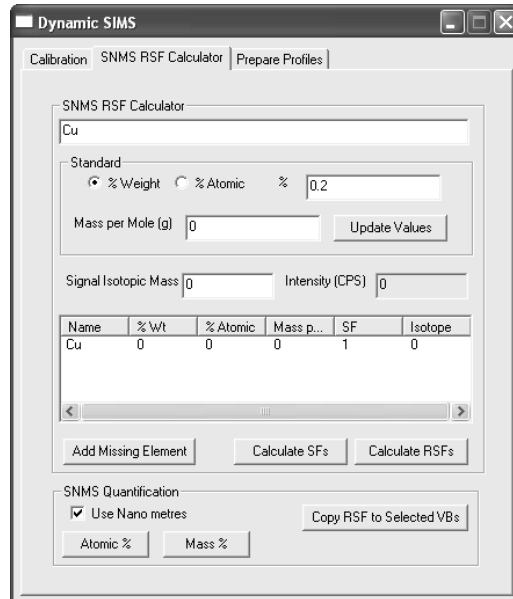 Dynamic SIMS
Calibration SNMS RSF Calculator Prepare Profiles
SNMS RSF Calculator
Cu
Standard
% Weight % Atomic % 0.2
Mass per Mole (g) 0 Update Values
Signal Isotopic Mass 0 Intensity (CPS) 0
Name % Wt % Atomic Mass p... SF Isotope
Cu 0 0 0 1 0
Add Missing Element Calculate SFs Calculate RSFs
SNMS Quantification
Use Nano metres Copy RSF to Selected VBs
Atomic % Mass %